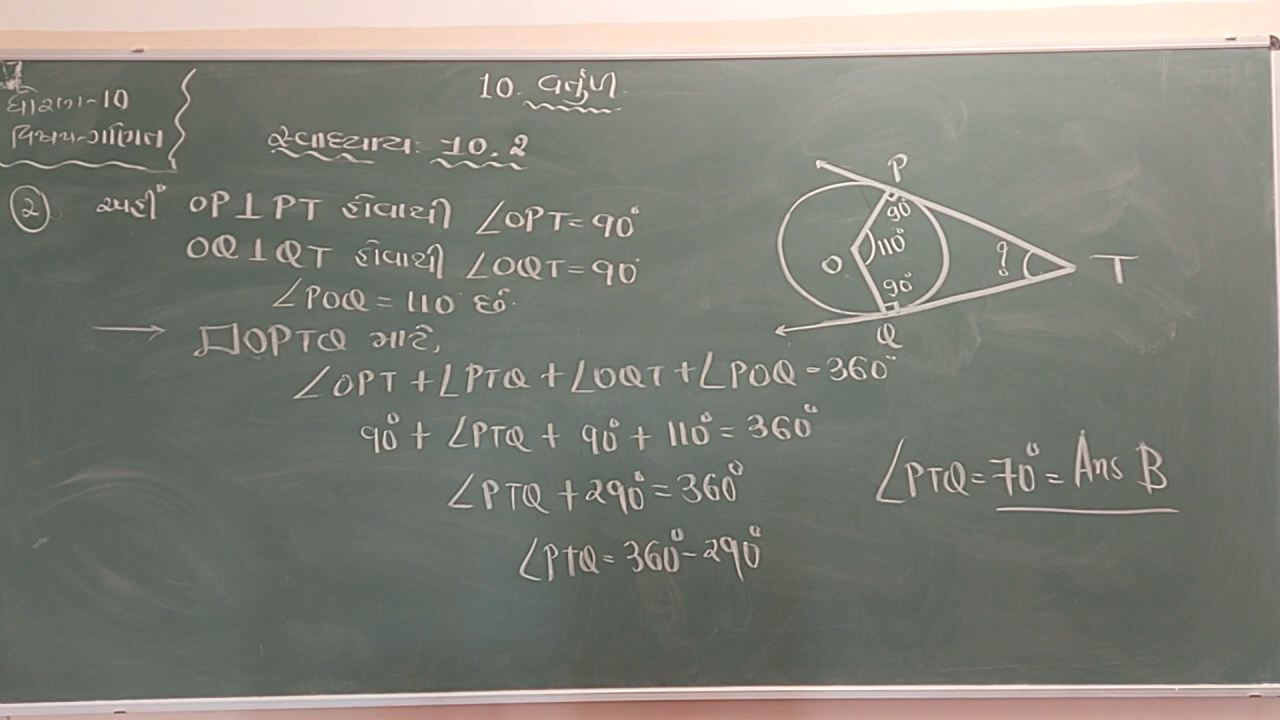 ધોરણ-10
વિષય-ગણિત
10. વર્તુળ
સ્વાધ્યાય: 10.2
②
અહીં OP⊥PT હોવાથી ∠OPT=90°
OQ⊥QT હોવાથી ∠OQT=90°
∠POQ=110° છે.
→ □OPTQ માટે,
∠OPT+∠PTQ+∠OQT+∠POQ=360°
90°+∠PTQ+90°+110°=360°
∠PTQ+290°=360°
∠PTQ=360°-290°
∠PTQ=70°=Ans B
P
90°
110°
O
?
T
90°
Q